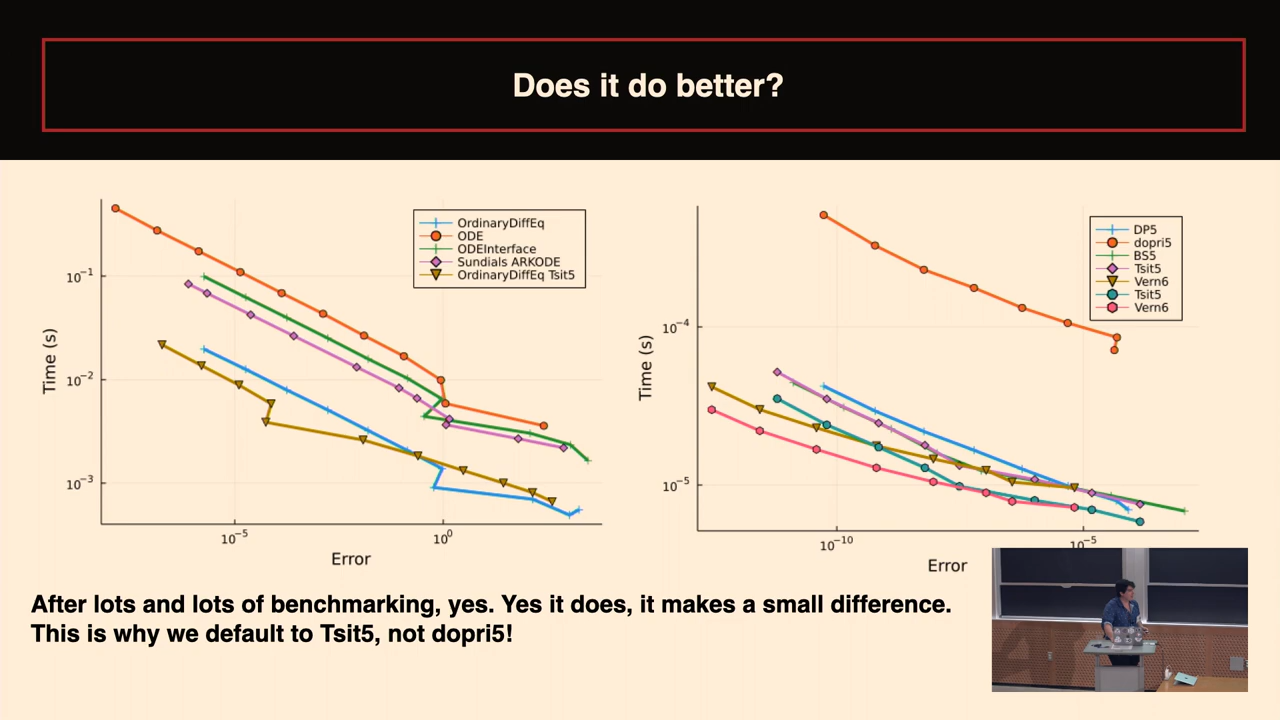 Does it do better?
OrdinaryDiffEq
ODE
ODEInterface
Sundials ARKODE
OrdinaryDiffEq Tsit5
10⁻¹
10⁻²
10⁻³
Time (s)
10⁻⁵
10⁰
Error
DP5
dopri5
BS5
Tsit5
Vern6
Tsit5
Vern6
10⁻⁴
10⁻⁵
Time (s)
10⁻¹⁰
10⁻⁵
Error
After lots and lots of benchmarking, yes. Yes it does, it makes a small difference.
This is why we default to Tsit5, not dopri5!